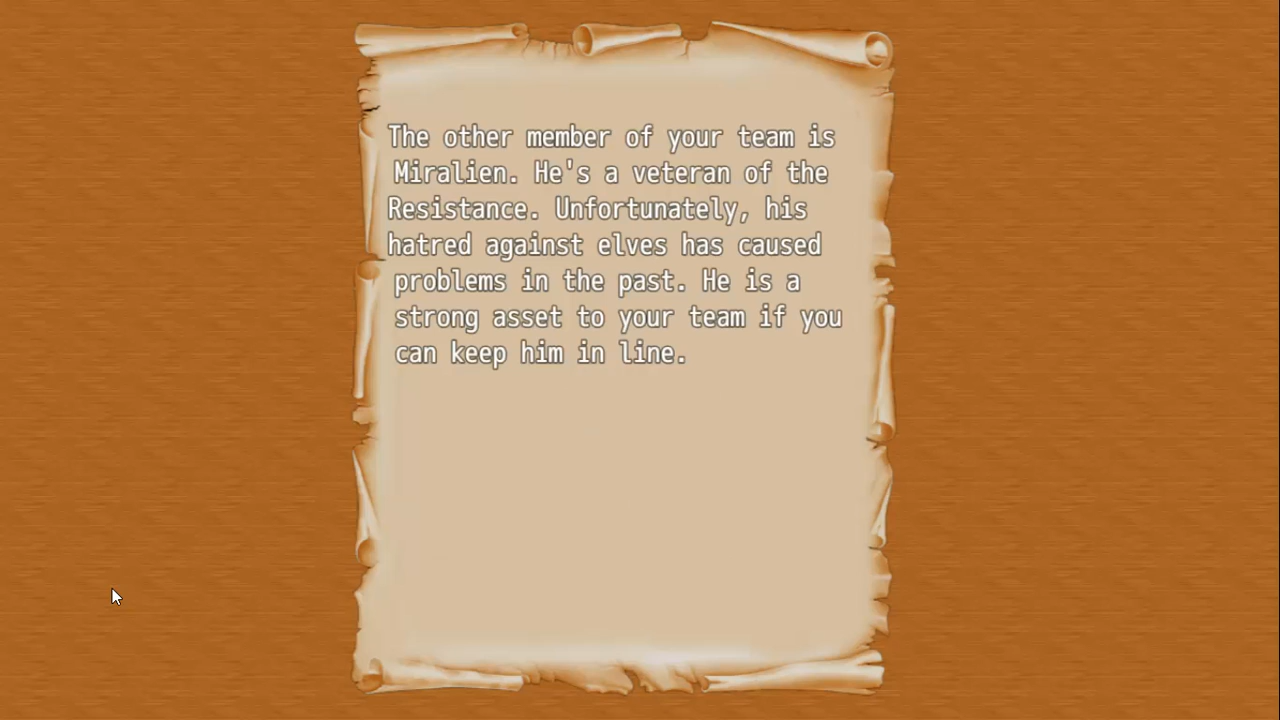 The other member of your team is
Miralien. He's a veteran of the
Resistance. Unfortunately, his
hatred against elves has caused
problems in the past. He is a
strong asset to your team if you
can keep him in line.